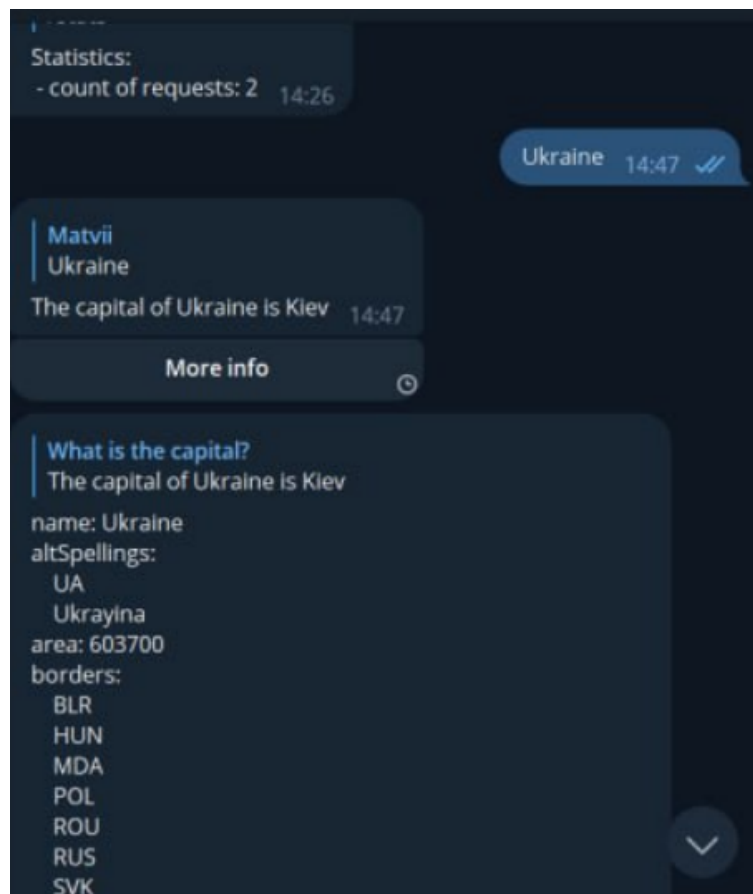 Statistics:
- count of requests: 2 14:26
Ukraine 14:47
Matvii
Ukraine
The capital of Ukraine is Kiev 14:47
More info
What is the capital?
The capital of Ukraine is Kiev
name: Ukraine
altSpellings:
UA
Ukrayina
area: 603700
borders:
BLR
HUN
MDA
POL
ROU
RUS
SVK